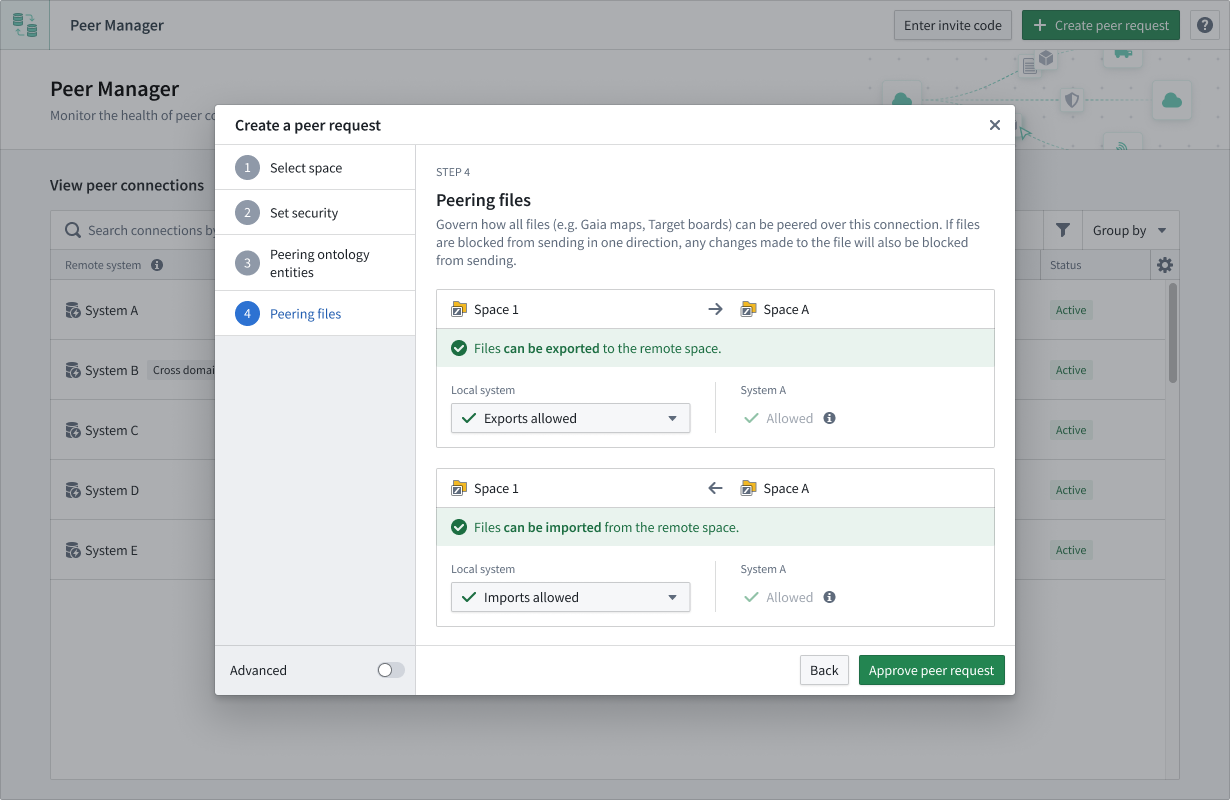 Peer Manager
Enter invite code
Create peer request
Peer Manager
Monitor the health of peer co
View peer connections
Search connections by
Group by
Remote system
Status
System A
Active
System B
Cross domai
Active
System C
Active
System D
Active
System E
Active
Create a peer request
1 Select space
2 Set security
3 Peering ontology
entities
4 Peering files
Advanced
STEP 4
Peering files
Govern how all files (e.g. Gaia maps, Target boards) can be peered over this connection. If files
are blocked from sending in one direction, any changes made to the file will also be blocked
from sending.
Space 1 → Space A
Files can be exported to the remote space.
Local system
System A
Exports allowed
Allowed
Space 1 ← Space A
Files can be imported from the remote space.
Local system
System A
Imports allowed
Allowed
Back
Approve peer request